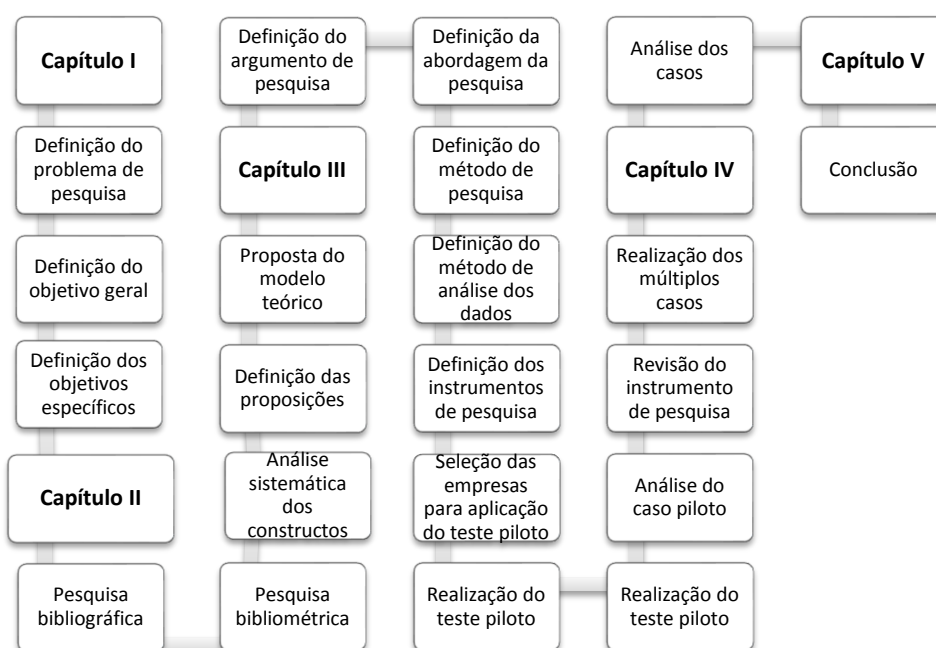 Capítulo I
Definição do
problema de
pesquisa
Definição do
objetivo geral
Definição dos
objetivos
específicos
Capítulo II
Pesquisa
bibliográfica
Pesquisa
bibliométrica
Análise
sistemática
dos
constructos
Definição das
proposições
Proposta do
modelo
teórico
Capítulo III
Definição do
argumento de
pesquisa
Definição da
abordagem da
pesquisa
Definição do
método de
pesquisa
Definição do
método de
análise dos
dados
Definição dos
instrumentos
de pesquisa
Seleção das
empresas
para aplicação
do teste piloto
Realização do
teste piloto
Realização do
teste piloto
Análise do
caso piloto
Revisão do
instrumento
de pesquisa
Realização dos
múltiplos
casos
Capítulo IV
Análise dos
casos
Capítulo V
Conclusão